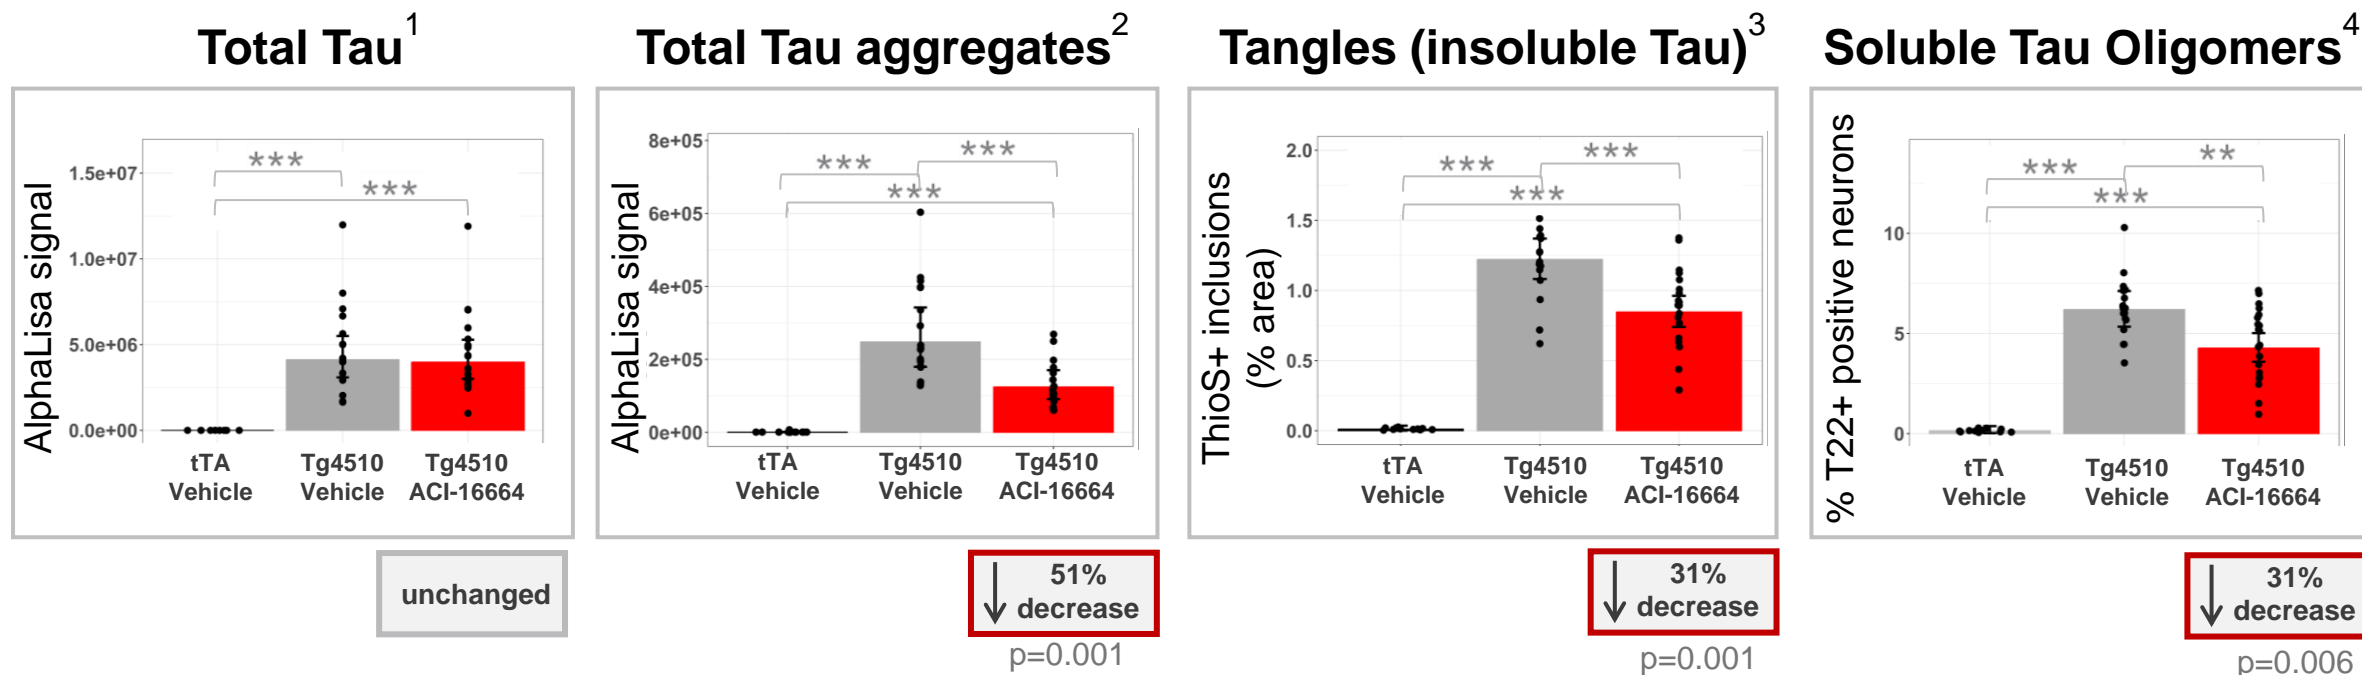 Total Tau1
AlphaLisa signal
1.5e+07
1.0e+07
5.0e+06
0.0e+00
***
***
tTA
Vehicle
Tg4510
Vehicle
Tg4510
ACI-16664
unchanged
Total Tau aggregates2
AlphaLisa signal
8e+05
6e+05
4e+05
2e+05
0e+00
***
***
***
tTA
Vehicle
Tg4510
Vehicle
Tg4510
ACI-16664
51%
decrease
p=0.001
Tangles (insoluble Tau)3
ThioS+ inclusions
(% area)
2.0
1.5
1.0
0.5
0.0
***
***
***
tTA
Vehicle
Tg4510
Vehicle
Tg4510
ACI-16664
31%
decrease
p=0.001
Soluble Tau Oligomers4
% T22+ positive neurons
10
5
0
***
**
***
tTA
Vehicle
Tg4510
Vehicle
Tg4510
ACI-16664
31%
decrease
p=0.006